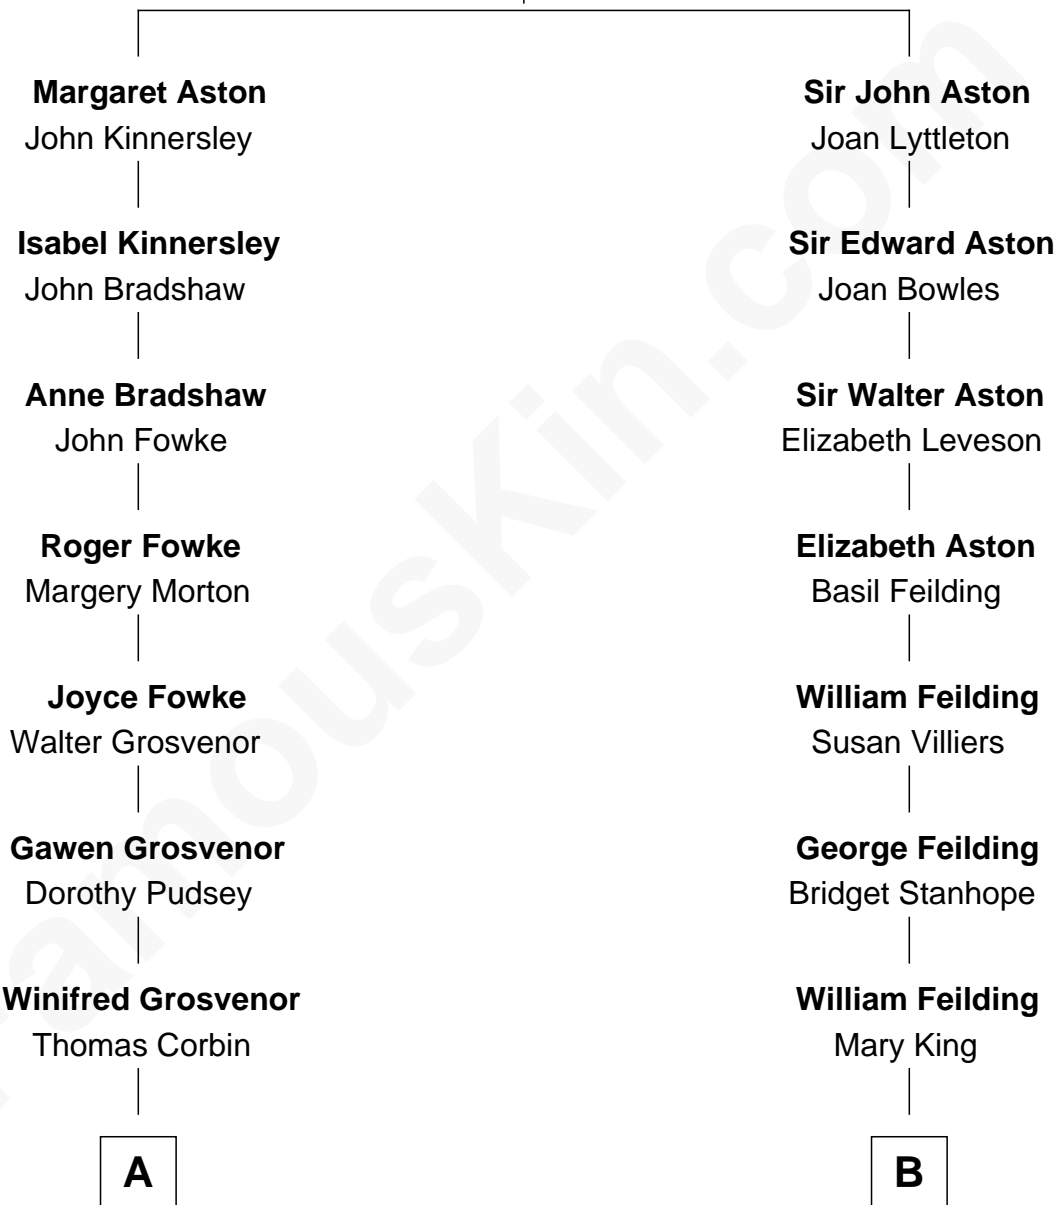 Margaret Aston
John Kinnersley
Isabel Kinnersley
John Bradshaw
Anne Bradshaw
John Fowke
Roger Fowke
Margery Morton
Joyce Fowke
Walter Grosvenor
Gawen Grosvenor
Dorothy Pudsey
Winifred Grosvenor
Thomas Corbin
A
Sir John Aston
Joan Lyttleton
Sir Edward Aston
Joan Bowles
Sir Walter Aston
Elizabeth Leveson
Elizabeth Aston
Basil Feilding
William Feilding
Susan Villiers
George Feilding
Bridget Stanhope
William Feilding
Mary King
B
FamousKin.com